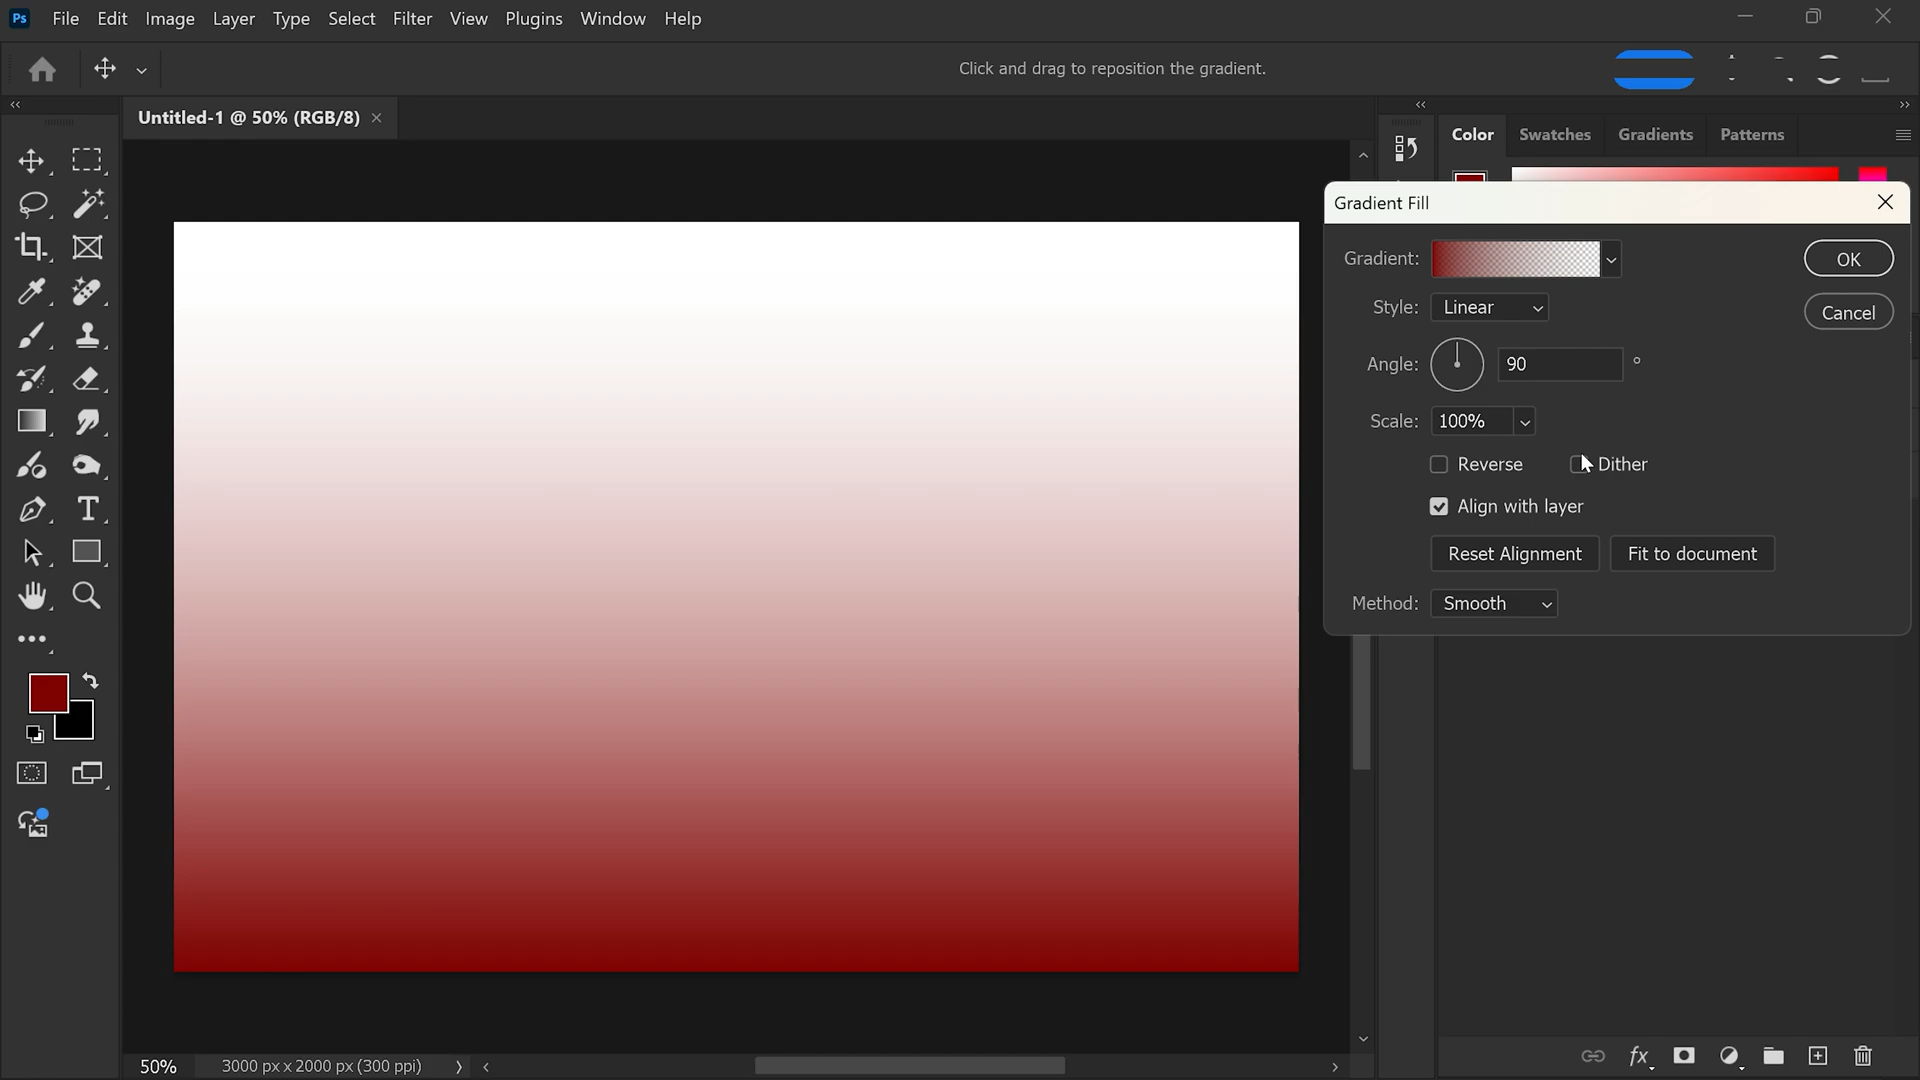 Ps File Edit Image Layer Type Select Filter View Plugins Window Help
Click and drag to reposition the gradient.
Untitled-1 @ 50% (RGB/8)
Color Swatches Gradients Patterns
Gradient Fill
Gradient: OK
Style: Linear
Cancel
Angle: 90 °
Scale: 100%
Reverse Dither
Align with layer
Reset Alignment Fit to document
Method: Smooth
T
50% 3000 px x 2000 px (300 ppi)
fx